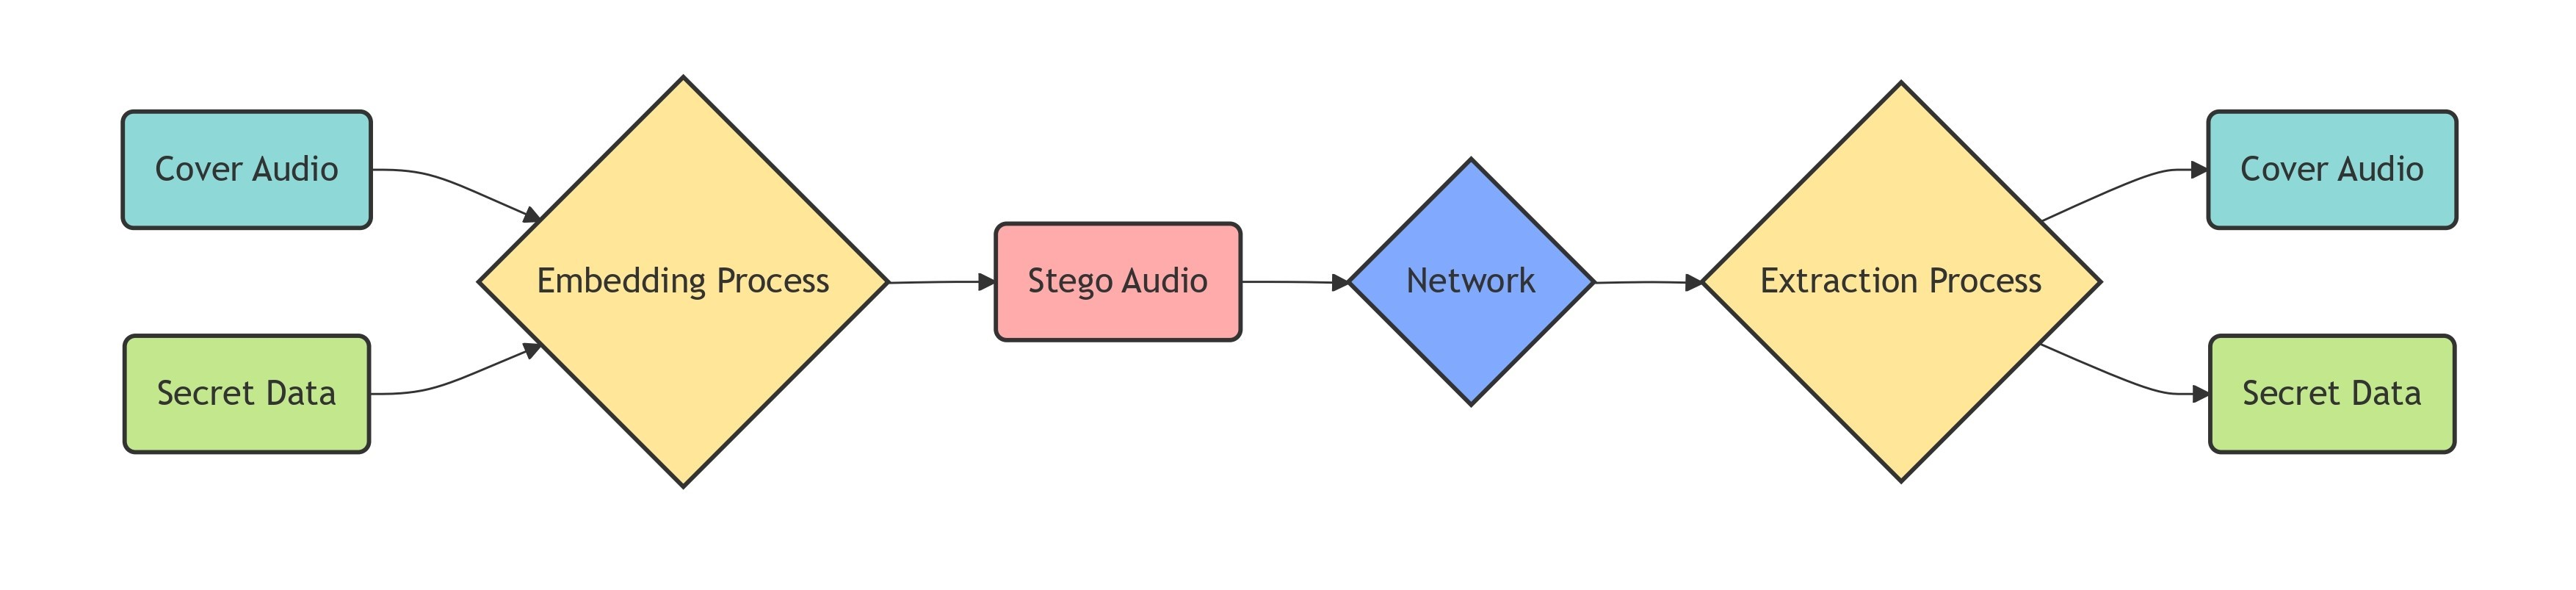 Cover Audio
Secret Data
Embedding Process
Stego Audio
Network
Extraction Process
Cover Audio
Secret Data